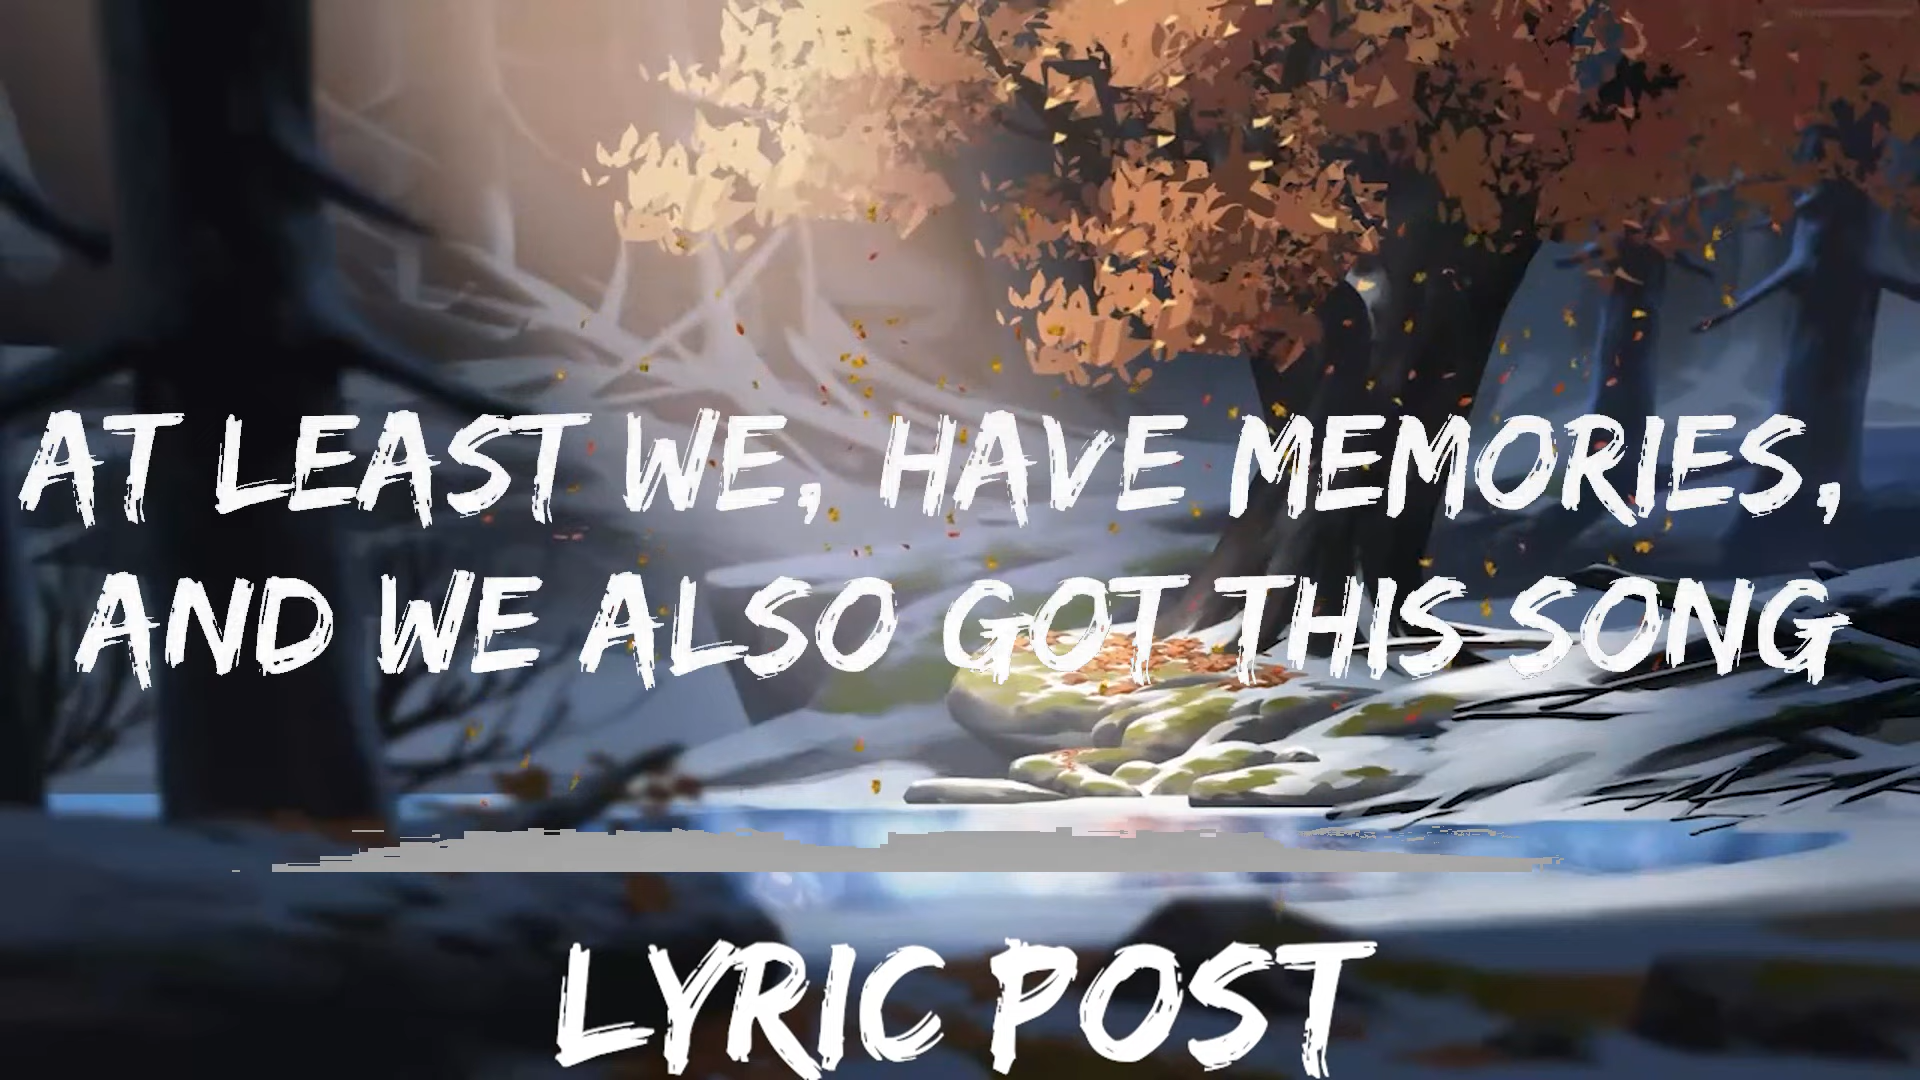 AT LEAST WE, HAVE MEMORIES,
AND WE ALSO GOT THIS SONG
LYRIC POST